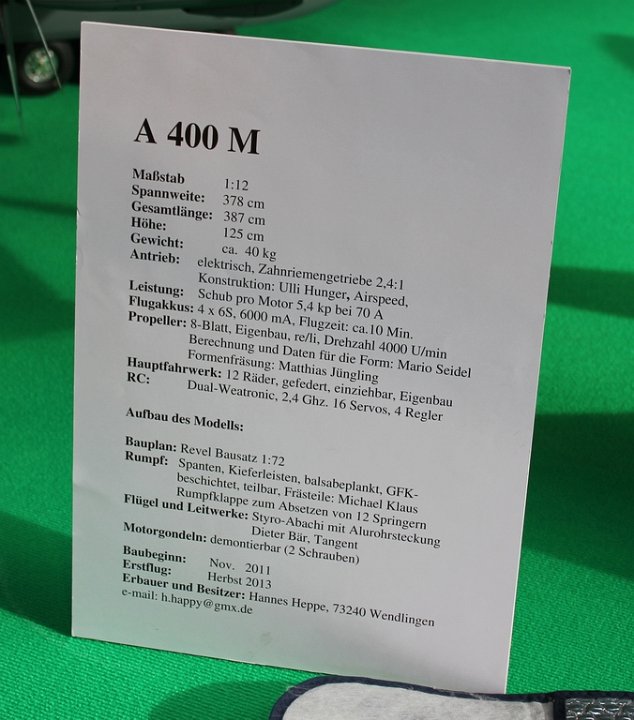 A 400 M
Maßstab 1:12
Spannweite: 378 cm
Gesamtlänge: 387 cm
Höhe: 125 cm
Gewicht: ca. 40 kg
Antrieb: elektrisch, Zahnriemengetriebe 2,4:1
Konstruktion: Ulli Hunger, Airspeed,
Leistung: Schub pro Motor 5,4 kp bei 70 A
Flugakkus: 4 x 6S, 6000 mA, Flugzeit: ca.10 Min.
Propeller: 8-Blatt, Eigenbau, re/li, Drehzahl 4000 U/min
Berechnung und Daten für die Form: Mario Seidel
Formenfräsung: Matthias Jüngling
Hauptfahrwerk: 12 Räder, gefedert, einziehbar, Eigenbau
RC: Dual-Weatronic, 2,4 Ghz. 16 Servos, 4 Regler
Aufbau des Modells:
Bauplan: Revel Bausatz 1:72
Rumpf: Spanten, Kieferleisten, balsabeplankt, GFK-
beschichtet, teilbar, Frästeile: Michael Klaus
Rumpfklappe zum Absetzen von 12 Springern
Flügel und Leitwerke: Styro-Abachi mit Alurohrsteckung
Dieter Bär, Tangent
Motorgondeln: demontierbar (2 Schrauben)
Baubeginn: Nov. 2011
Erstflug: Herbst 2013
Erbauer und Besitzer: Hannes Heppe, 73240 Wendlingen
e-mail: h.happy@gmx.de